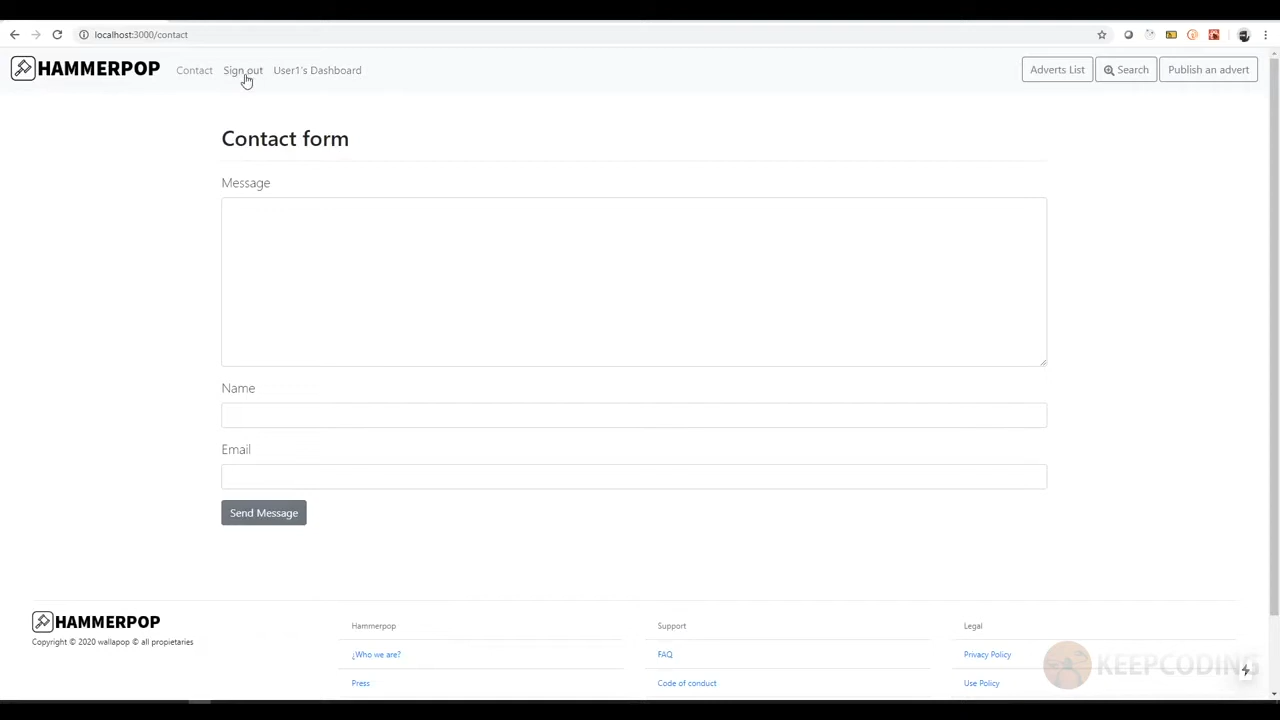 localhost:3000/contact
HAMMERPOP Contact Sign out User1's Dashboard Adverts List Search Publish an advert
Contact form
Message
Name
Email
Send Message
HAMMERPOP
Copyright © 2020 wallapop © all propietaries
Hammerpop
¿Who we are?
Press
Support
FAQ
Code of conduct
Legal
Privacy Policy
Use Policy
KEEPCODING